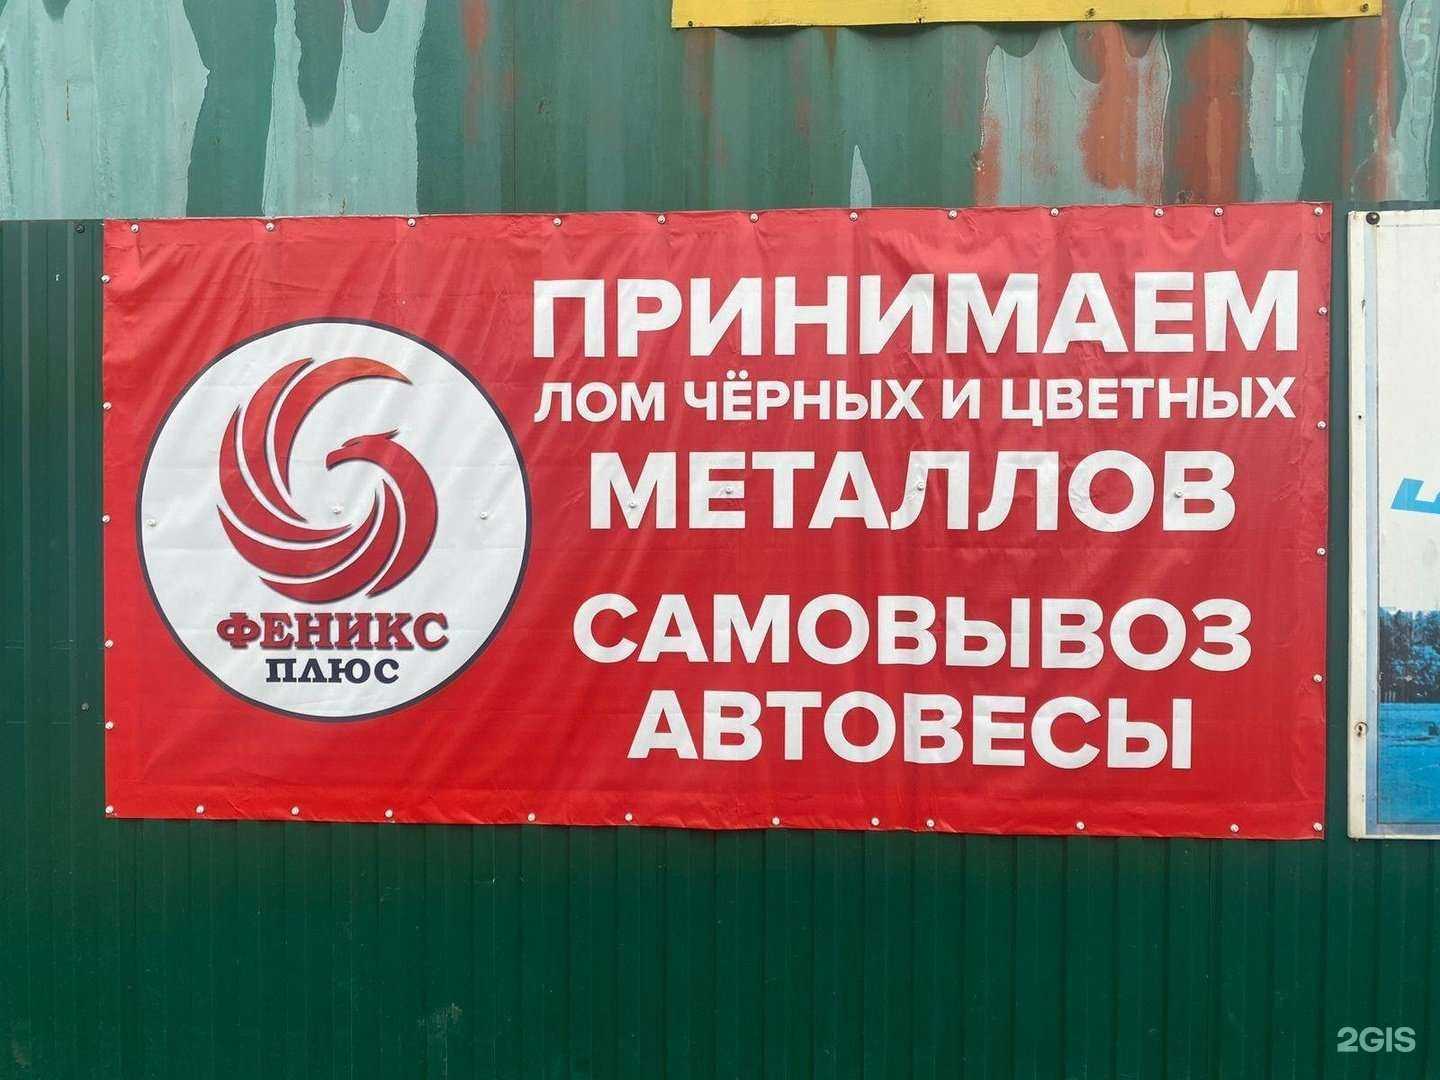 ПРИНИМАЕМ
ЛОМ ЧЁРНЫХ И ЦВЕТНЫХ
МЕТАЛЛОВ
САМОВЫВОЗ
АВТОВЕСЫ
ФЕНИКС
ПЛЮС
2GIS